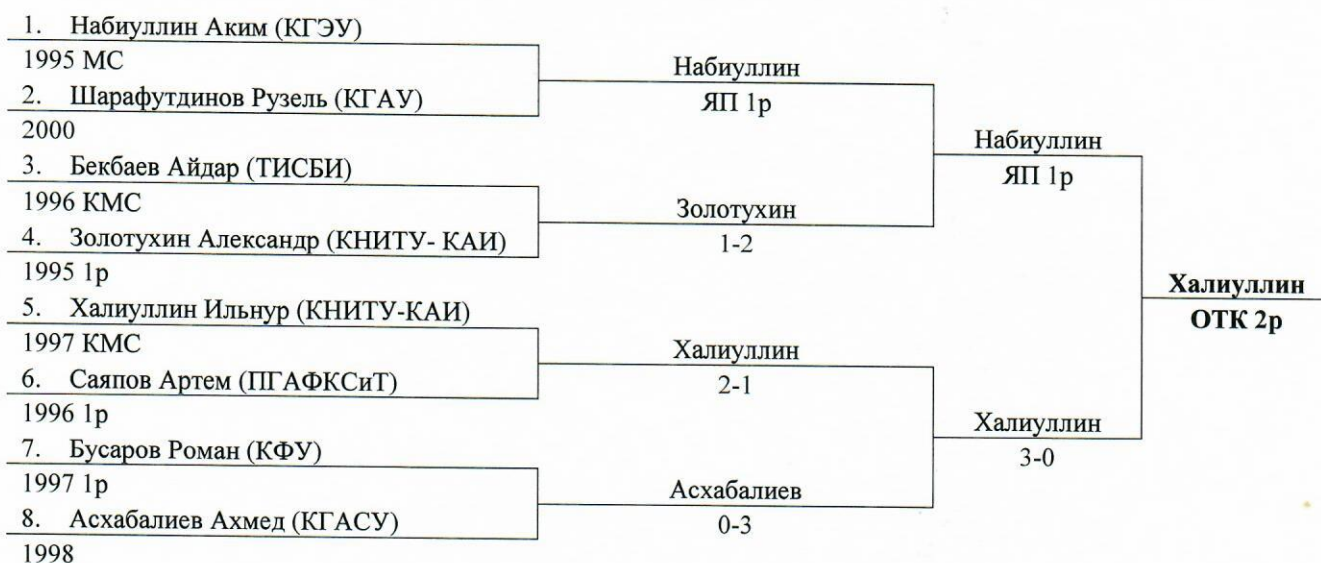 1. Набиуллин Аким (КГЭУ)
1995 МС
2. Шарафутдинов Рузель (КГАУ)
2000
3. Бекбаев Айдар (ТИСБИ)
1996 КМС
4. Золотухин Александр (КНИТУ- КАИ)
1995 1р
5. Халиуллин Ильнур (КНИТУ-КАИ)
1997 КМС
6. Саяпов Артем (ПГАФКСиТ)
1996 1р
7. Бусаров Роман (КФУ)
1997 1р
8. Асхабалиев Ахмед (КГАСУ)
1998
Набиуллин
ЯП 1р
Золотухин
1-2
Халиуллин
2-1
Асхабалиев
0-3
Набиуллин
ЯП 1р
Халиуллин
3-0
Халиуллин
ОТК 2р